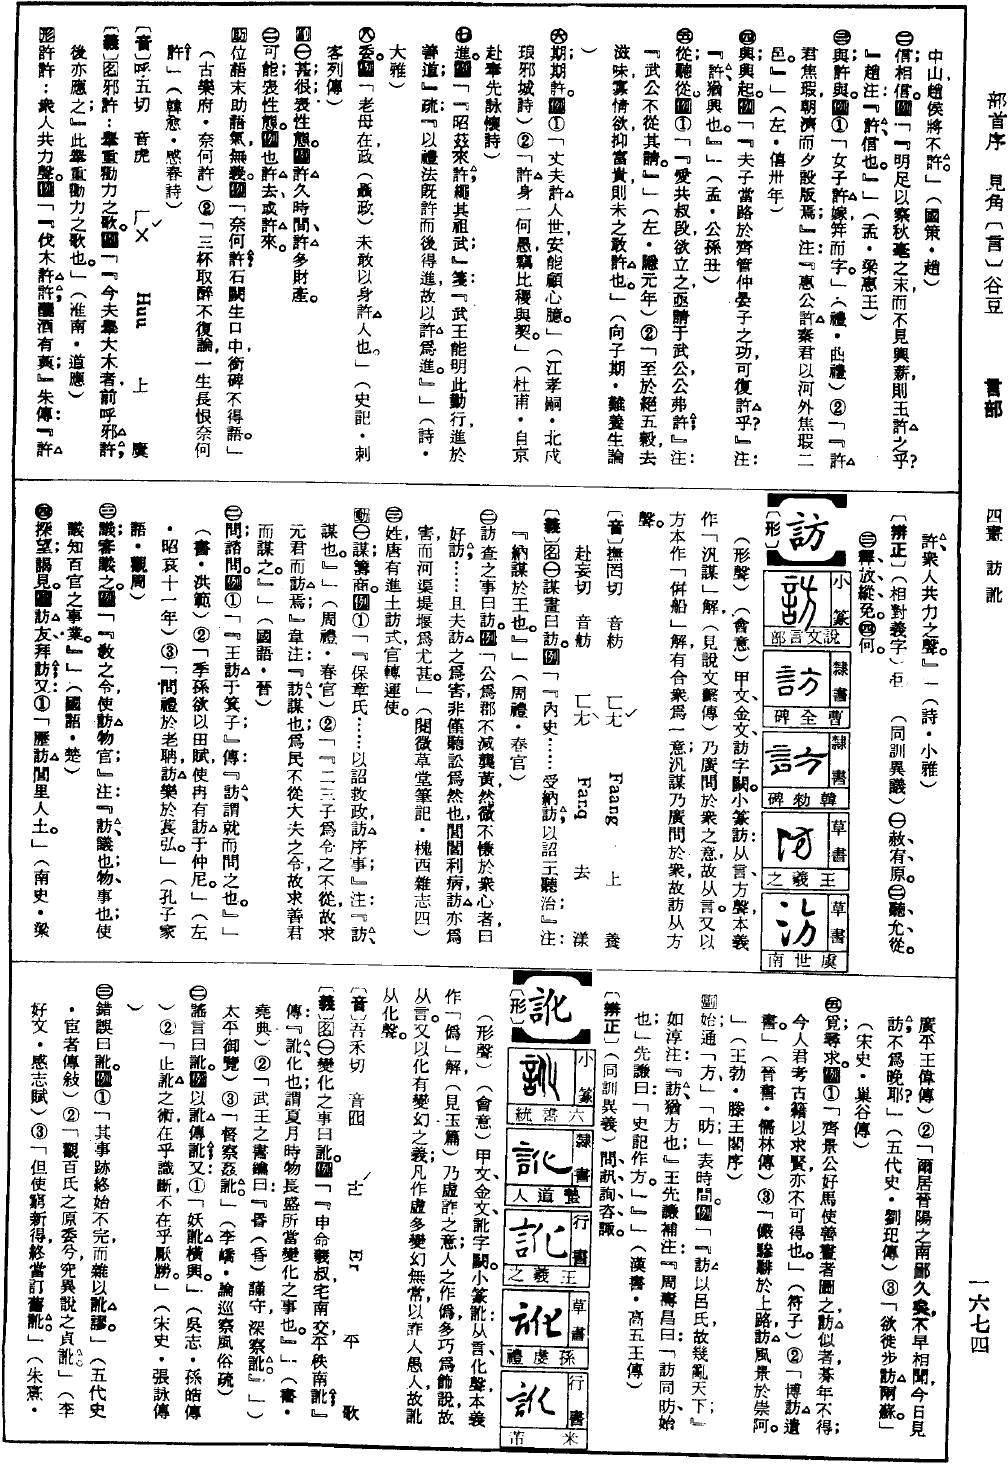 部首序　見角〔言〕谷豆　言部　四畫　訪訛　一六七四
中山趙侯將不許。」（國策・趙）
㊁信相信。例「『明足以察秋毫之末而不見輿薪則王許之乎？
』趙注：『許信也。』」（孟・梁惠王）
㊂與許與。例①「女子許嫁笄而字。」（禮・曲禮）②「『許
君焦瑕朝濟而夕設版焉』注：『惠公許秦君以河外焦瑕二
邑』」（左・僖卅年）
㊃興興起。例「『夫子當路於齊管仲晏子之功可復許乎？』注：
『許猶興也。』」（孟・公孫丑）
㊄從聽從。例①「『愛共叔段欲立之亟請于武公公弗許』注：
『武公不從其請。』」（左・隱元年）②「至於絕五穀去
滋味寡情欲抑富貴則未之敢許也。」（向子期・難養生論
）
㊅期期許。例①「丈夫許人世安能顧心臆。」（江孝嗣・北戍
琅邪城詩）②「許身一何愚竊比稷與契。」（杜甫・自京
赴奉先詠懷詩）
㊆進。例「『昭茲來許繩其祖武』箋：『武王能明此勤行進於
善道』疏：『以禮法既許而後得進故以許爲進。』」（詩・
大雅）
㊇委。例「老母在政（聶政）未敢以身許人也。」（史記・刺
客列傳）
副㊀甚很表性態。例許久時間許多財產。
㊁可能表性態。例也許去或許來。
助位語末助語氣無義。例「奈何許石闕生口中銜碑不得語。」
（古樂府・奈何許）②「三杯取醉不復論一生長恨奈何
許」（韓愈・感春詩）
〔音〕呼五切　音虎　ㄏㄨˇ　Huu　上　麌
〔義〕名邪許：舉重勸力之歌。例「『今夫舉大木者前呼邪許，
後亦應之』此舉重勸力之歌也。」（淮南・道應）
形許許：衆人共力聲。例「『伐木許許釃酒有藇』朱傳：『許
許衆人共力之聲。』」（詩・小雅）
〔辨正〕（相對義字）拒　（同訓異義）㊀赦宥原。㊁聽允從。
㊂釋放縱免。㊃何。
訪
〔形〕
小篆　說文言部
隸書　曹全碑
隸書　韓勑碑
草書　王羲之
草書　虞世南
（形聲）（會意）甲文、金文訪字闕。小篆訪从言方聲本義
作「汎謀」解（見說文繫傳）乃廣問於衆之意故从言。又以
方本作「併船」解有合衆爲一意汎謀乃廣問於衆故訪从方
聲。
〔音〕撫罔切　音紡　ㄈㄤˇ　Faang　上　養
赴妄切　音舫　ㄈㄤˋ　Fanq　去　漾
〔義〕名㊀謀畫曰訪。例「『內史……受納訪以詔王聽治』注：
『納謀於王也。』」（周禮・春官）
㊁訪査之事曰訪。例「公爲郡不減龔黃然微不慊於衆心者曰
好訪……且夫訪之爲害非僅聽訟爲然也閭閻利病訪亦爲
害而河渠堤堰爲尤甚。」（閱微草堂筆記・槐西雜志四）
㊂姓唐有進士訪式官轉運使。
動㊀謀籌商。例①「『保章氏……以詔救政訪序事』注：『訪、
謀也。』」（周禮・春官）②「『二三子爲令之不從故求
元君而訪焉』韋注：『訪謀也爲民不從大夫之令故求善君
而謀之。』」（國語・晉）
㊁問諮問。例①「『王訪于箕子』傳：『訪謂就而問之也。』」
（書・洪範）②「季孫欲以田賦使冉有訪于仲尼。」（左
・昭哀十一年）③「問禮於老聃訪樂於萇弘。」（孔子家
語・觀周）
㊂議審議之。例「『敎之令使訪物官』注：『訪議也物事也使
議知百官之事業。』」（國語・楚）
㊃探望謁見。例訪友拜訪又：①「歷訪閭里人士。」（南史・梁
廣平王偉傳）②「爾居晉陽之南鄙久矣，不早相聞今日見
訪不爲晚耶？」（五代史・劉玘傳）③「欲徒步訪兩蘇」
（宋史・巢谷傳）
㊄覓尋求。例①「齊景公好馬使善畫者圖之訪似者朞年不得；
今人君考古籍以求賢亦不可得也。」（符子）②「博訪遺
書。」（晉書・儒林傳）③「儼驂騑於上路訪風景於崇阿。
」（王勃・滕王閣序）
副始通「方」「昉」表時間。例「『訪以呂氏故幾亂天下』
如淳注：『訪猶方也』王先謙補注：『周壽昌曰：「訪同昉始
也」先謙曰：「史記作方。」』」（漢書・高五王傳）
〔辨正〕（同訓異義）問、訊、詢、咨、諏。
訛
〔形〕
小篆　六書統
隸書　道人
行書　王羲之
草書　孫虔禮
行書　米芾
（形聲）（會意）甲文、金文訛字闕。小篆訛从言化聲本義
作「僞」解（見玉篇）乃虛詐之意人之作僞多巧爲飾說故
从言。又以化有變幻之義凡作虛多變幻無常以詐人愚人故訛
从化聲。
〔音〕吾禾切　音囮　ㄜˊ　Er　平　歌
〔義〕名㊀變化之事曰訛。例①「『申命羲叔宅南交平秩南訛』
傳：『訛化也謂夏月時物長盛所當變化之事也。』」（書・
堯典）②「武王之書繪曰：『昏（昏）謹守，深察訛。』」（
太平御覽）③「督察姦訛。」（李嶠・論巡察風俗疏）
㊁謠言曰訛。例以訛傳訛又：①「妖訛橫興。」（吳志・孫皓傳
）②「止訛之術在乎識斷不在乎厭勝。」（宋史・張詠傳
）
㊂錯誤曰訛。例①「其事跡終始不完而雜以訛謬。」（五代史
・宦者傳敘）②「觀百氏之原委兮，究異說之貞訛」（李
好文・感志賦）③「但使窮新得終當訂舊訛。」（朱熹・